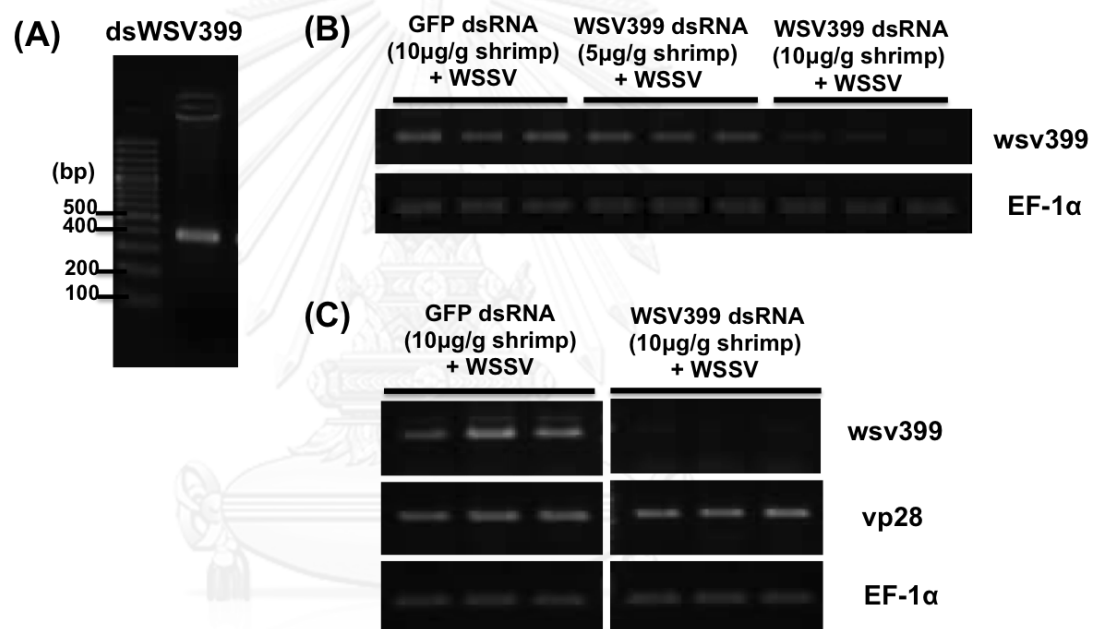 (A)
dsWSV399
(bp)
500
400
200
100
(B)
GFP dsRNA
(10µg/g shrimp)
+ WSSV
WSV399 dsRNA
(5µg/g shrimp)
+ WSSV
WSV399 dsRNA
(10µg/g shrimp)
+ WSSV
wsv399
EF-1α
(C)
GFP dsRNA
(10µg/g shrimp)
+ WSSV
WSV399 dsRNA
(10µg/g shrimp)
+ WSSV
wsv399
vp28
EF-1α